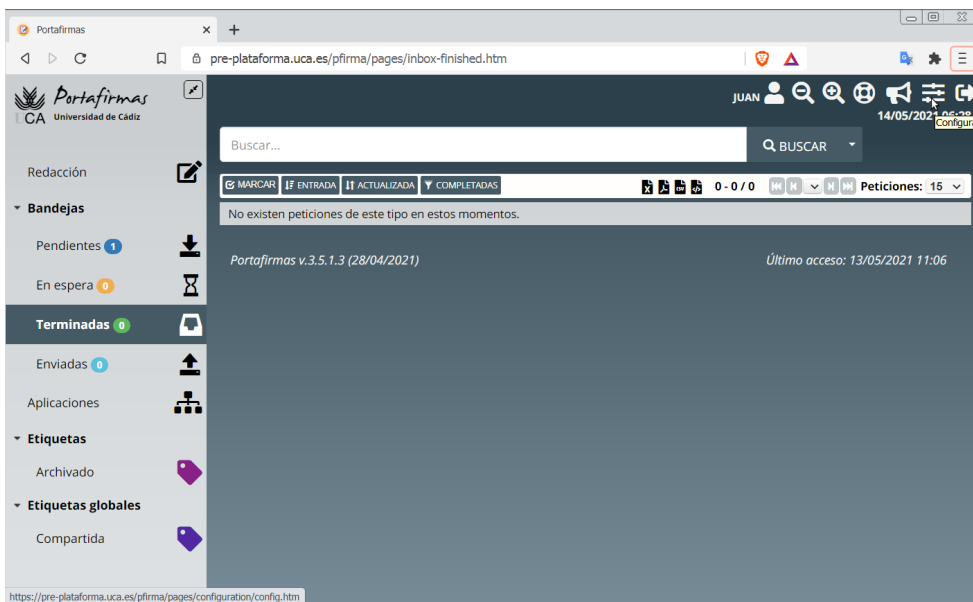 Portafirmas
pre-plataforma.uca.es/pfirma/pages/inbox-finished.htm
Portafirmas
UCA Universidad de Cádiz
JUAN
14/05/2021 06:28
Configura
Buscar...
BUSCAR
Redacción
MARCAR ENTRADA ACTUALIZADA COMPLETADAS 0 - 0 / 0 Peticiones: 15
Bandejas
No existen peticiones de este tipo en estos momentos.
Pendientes 1
Portafirmas v.3.5.1.3 (28/04/2021) Último acceso: 13/05/2021 11:06
En espera 0
Terminadas 0
Enviadas 0
Aplicaciones
Etiquetas
Archivado
Etiquetas globales
Compartida
https://pre-plataforma.uca.es/pfirma/pages/configuration/config.htm